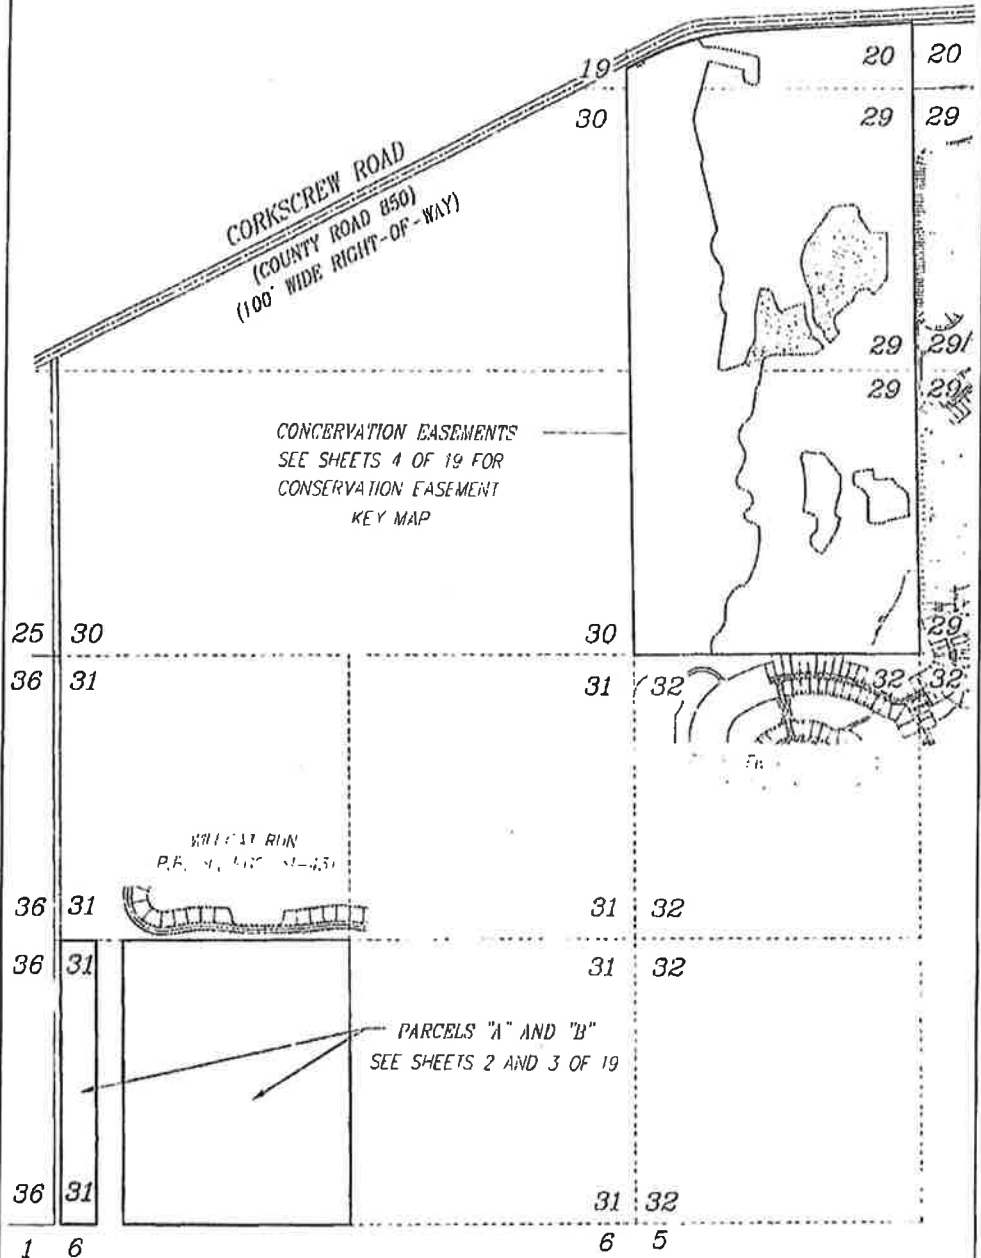 20 20
19
30
29 29
CORKSCREW ROAD
(COUNTY ROAD 850)
(100' WIDE RIGHT-OF-WAY)
29 29
29 29
CONCERVATION EASEMENTS
SEE SHEETS 4 OF 19 FOR
CONSERVATION EASEMENT
KEY MAP
25 30
30
29
36 31
31 32
32 32
WILDCAT RUN
P.B.
36 31
31 32
36 31
31 32
PARCELS "A" AND "B"
SEE SHEETS 2 AND 3 OF 19
36 31
31 32
1 6
6 5